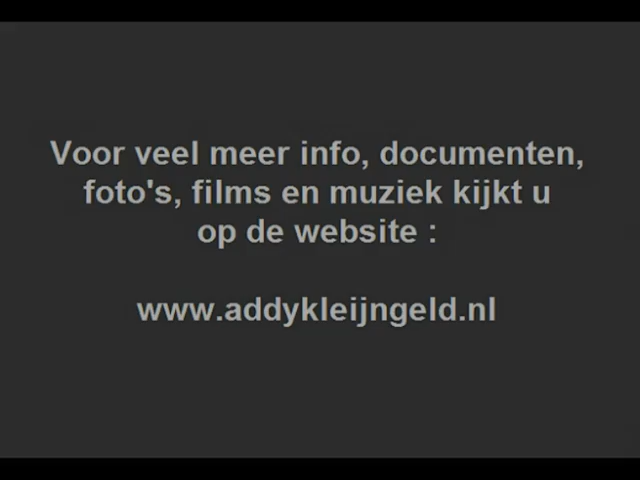 Voor veel meer info, documenten,
foto's, films en muziek kijkt u
op de website :
www.addykleijngeld.nl